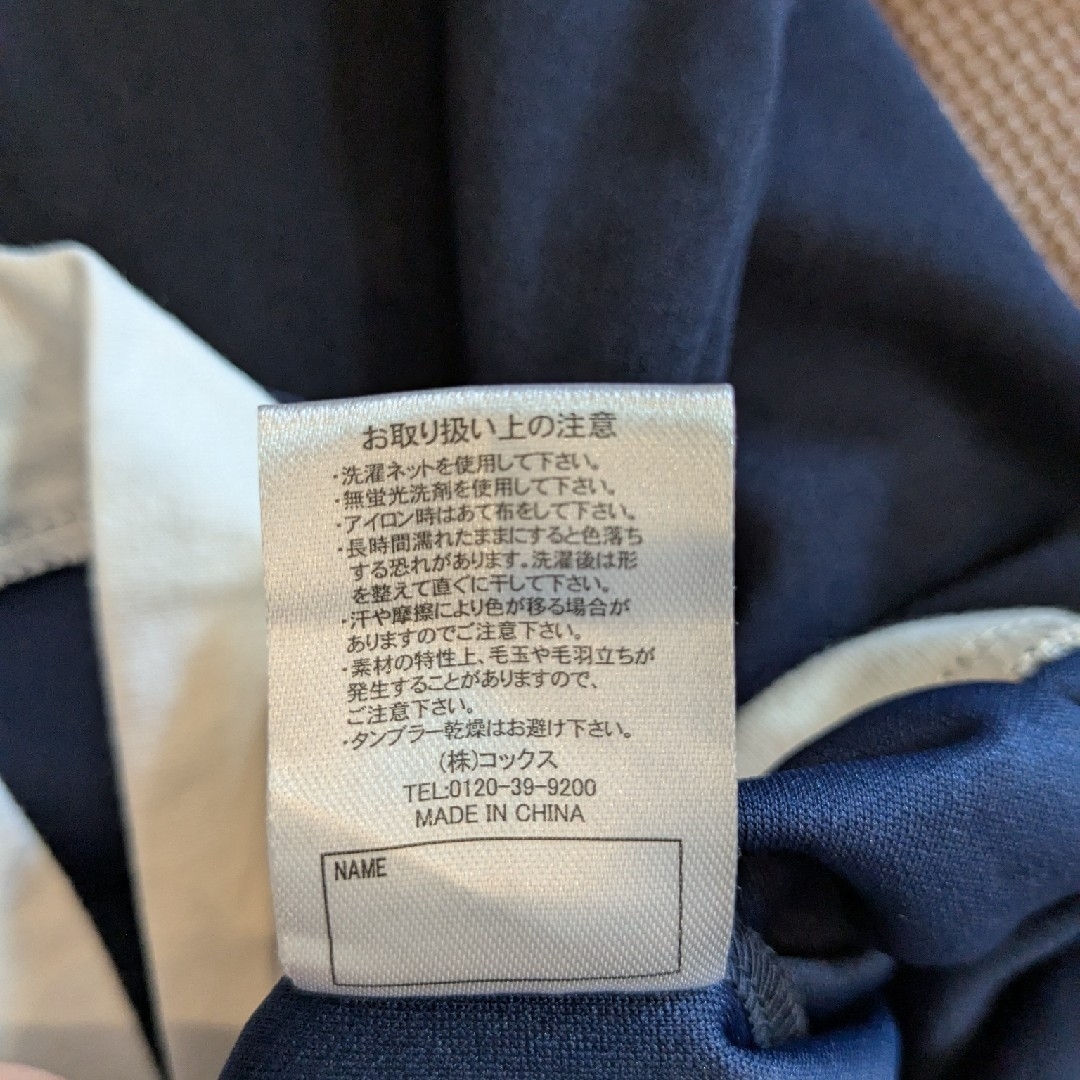 お取り扱い上の注意
・洗濯ネットを使用して下さい。
・無蛍光洗剤を使用して下さい。
・アイロン時はあて布をして下さい。
・長時間濡れたままにすると色落ち
する恐れがあります。洗濯後は形
を整えて直ぐに干して下さい。
・汗や摩擦により色が移る場合が
ありますのでご注意下さい。
・素材の特性上、毛玉や毛羽立ちが
発生することがありますので、
ご注意下さい。
・タンブラー乾燥はお避け下さい。
(株)コックス
TEL:0120-39-9200
MADE IN CHINA
NAME